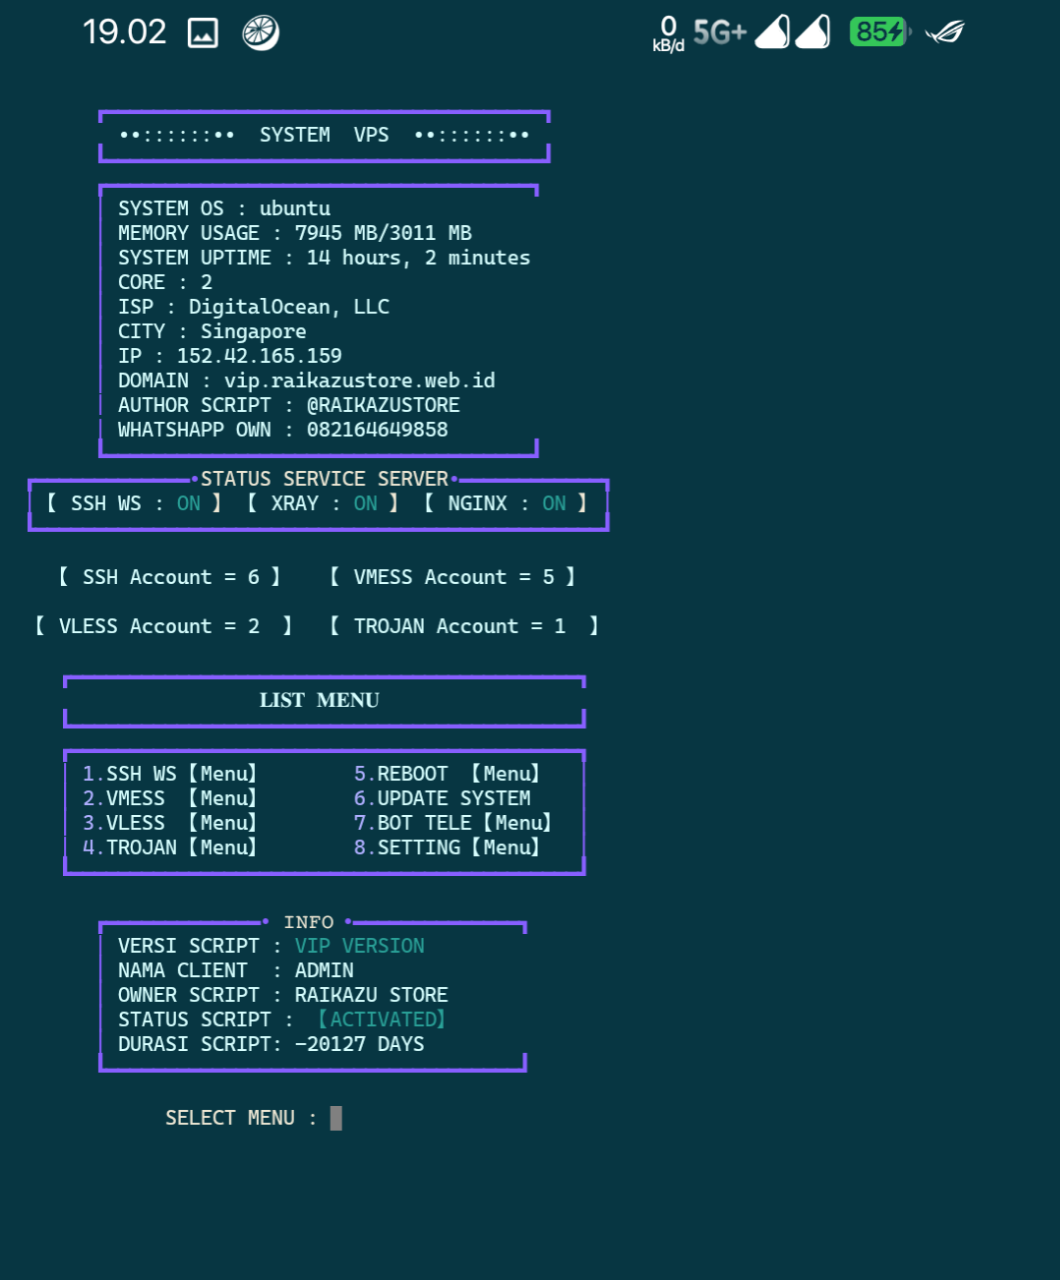 19.02 0 kB/d 5G+ 85
••::::::•• SYSTEM VPS ••::::::••
SYSTEM OS : ubuntu
MEMORY USAGE : 7945 MB/3011 MB
SYSTEM UPTIME : 14 hours, 2 minutes
CORE : 2
ISP : DigitalOcean, LLC
CITY : Singapore
IP : 152.42.165.159
DOMAIN : vip.raikazustore.web.id
AUTHOR SCRIPT : @RAIKAZUSTORE
WHATSHAPP OWN : 082164649858
•STATUS SERVICE SERVER•
【 SSH WS : ON 】 【 XRAY : ON 】 【 NGINX : ON 】
【 SSH Account = 6 】 【 VMESS Account = 5 】
【 VLESS Account = 2 】 【 TROJAN Account = 1 】
LIST MENU
1.SSH WS【Menu】 5.REBOOT 【Menu】
2.VMESS 【Menu】 6.UPDATE SYSTEM
3.VLESS 【Menu】 7.BOT TELE【Menu】
4.TROJAN【Menu】 8.SETTING【Menu】
• INFO •
VERSI SCRIPT : VIP VERSION
NAMA CLIENT : ADMIN
OWNER SCRIPT : RAIKAZU STORE
STATUS SCRIPT : 【ACTIVATED】
DURASI SCRIPT: -20127 DAYS
SELECT MENU :